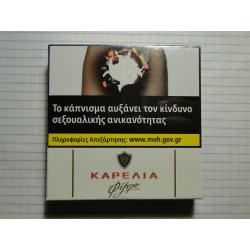 Το κάπνισμα αυξάνει τον κίνδυνο
σεξουαλικής ανικανότητας
Πληροφορίες Απεξάρτησης: www.moh.gov.gr
ΚΑΡΕΛΙΑ
Φίλτρο